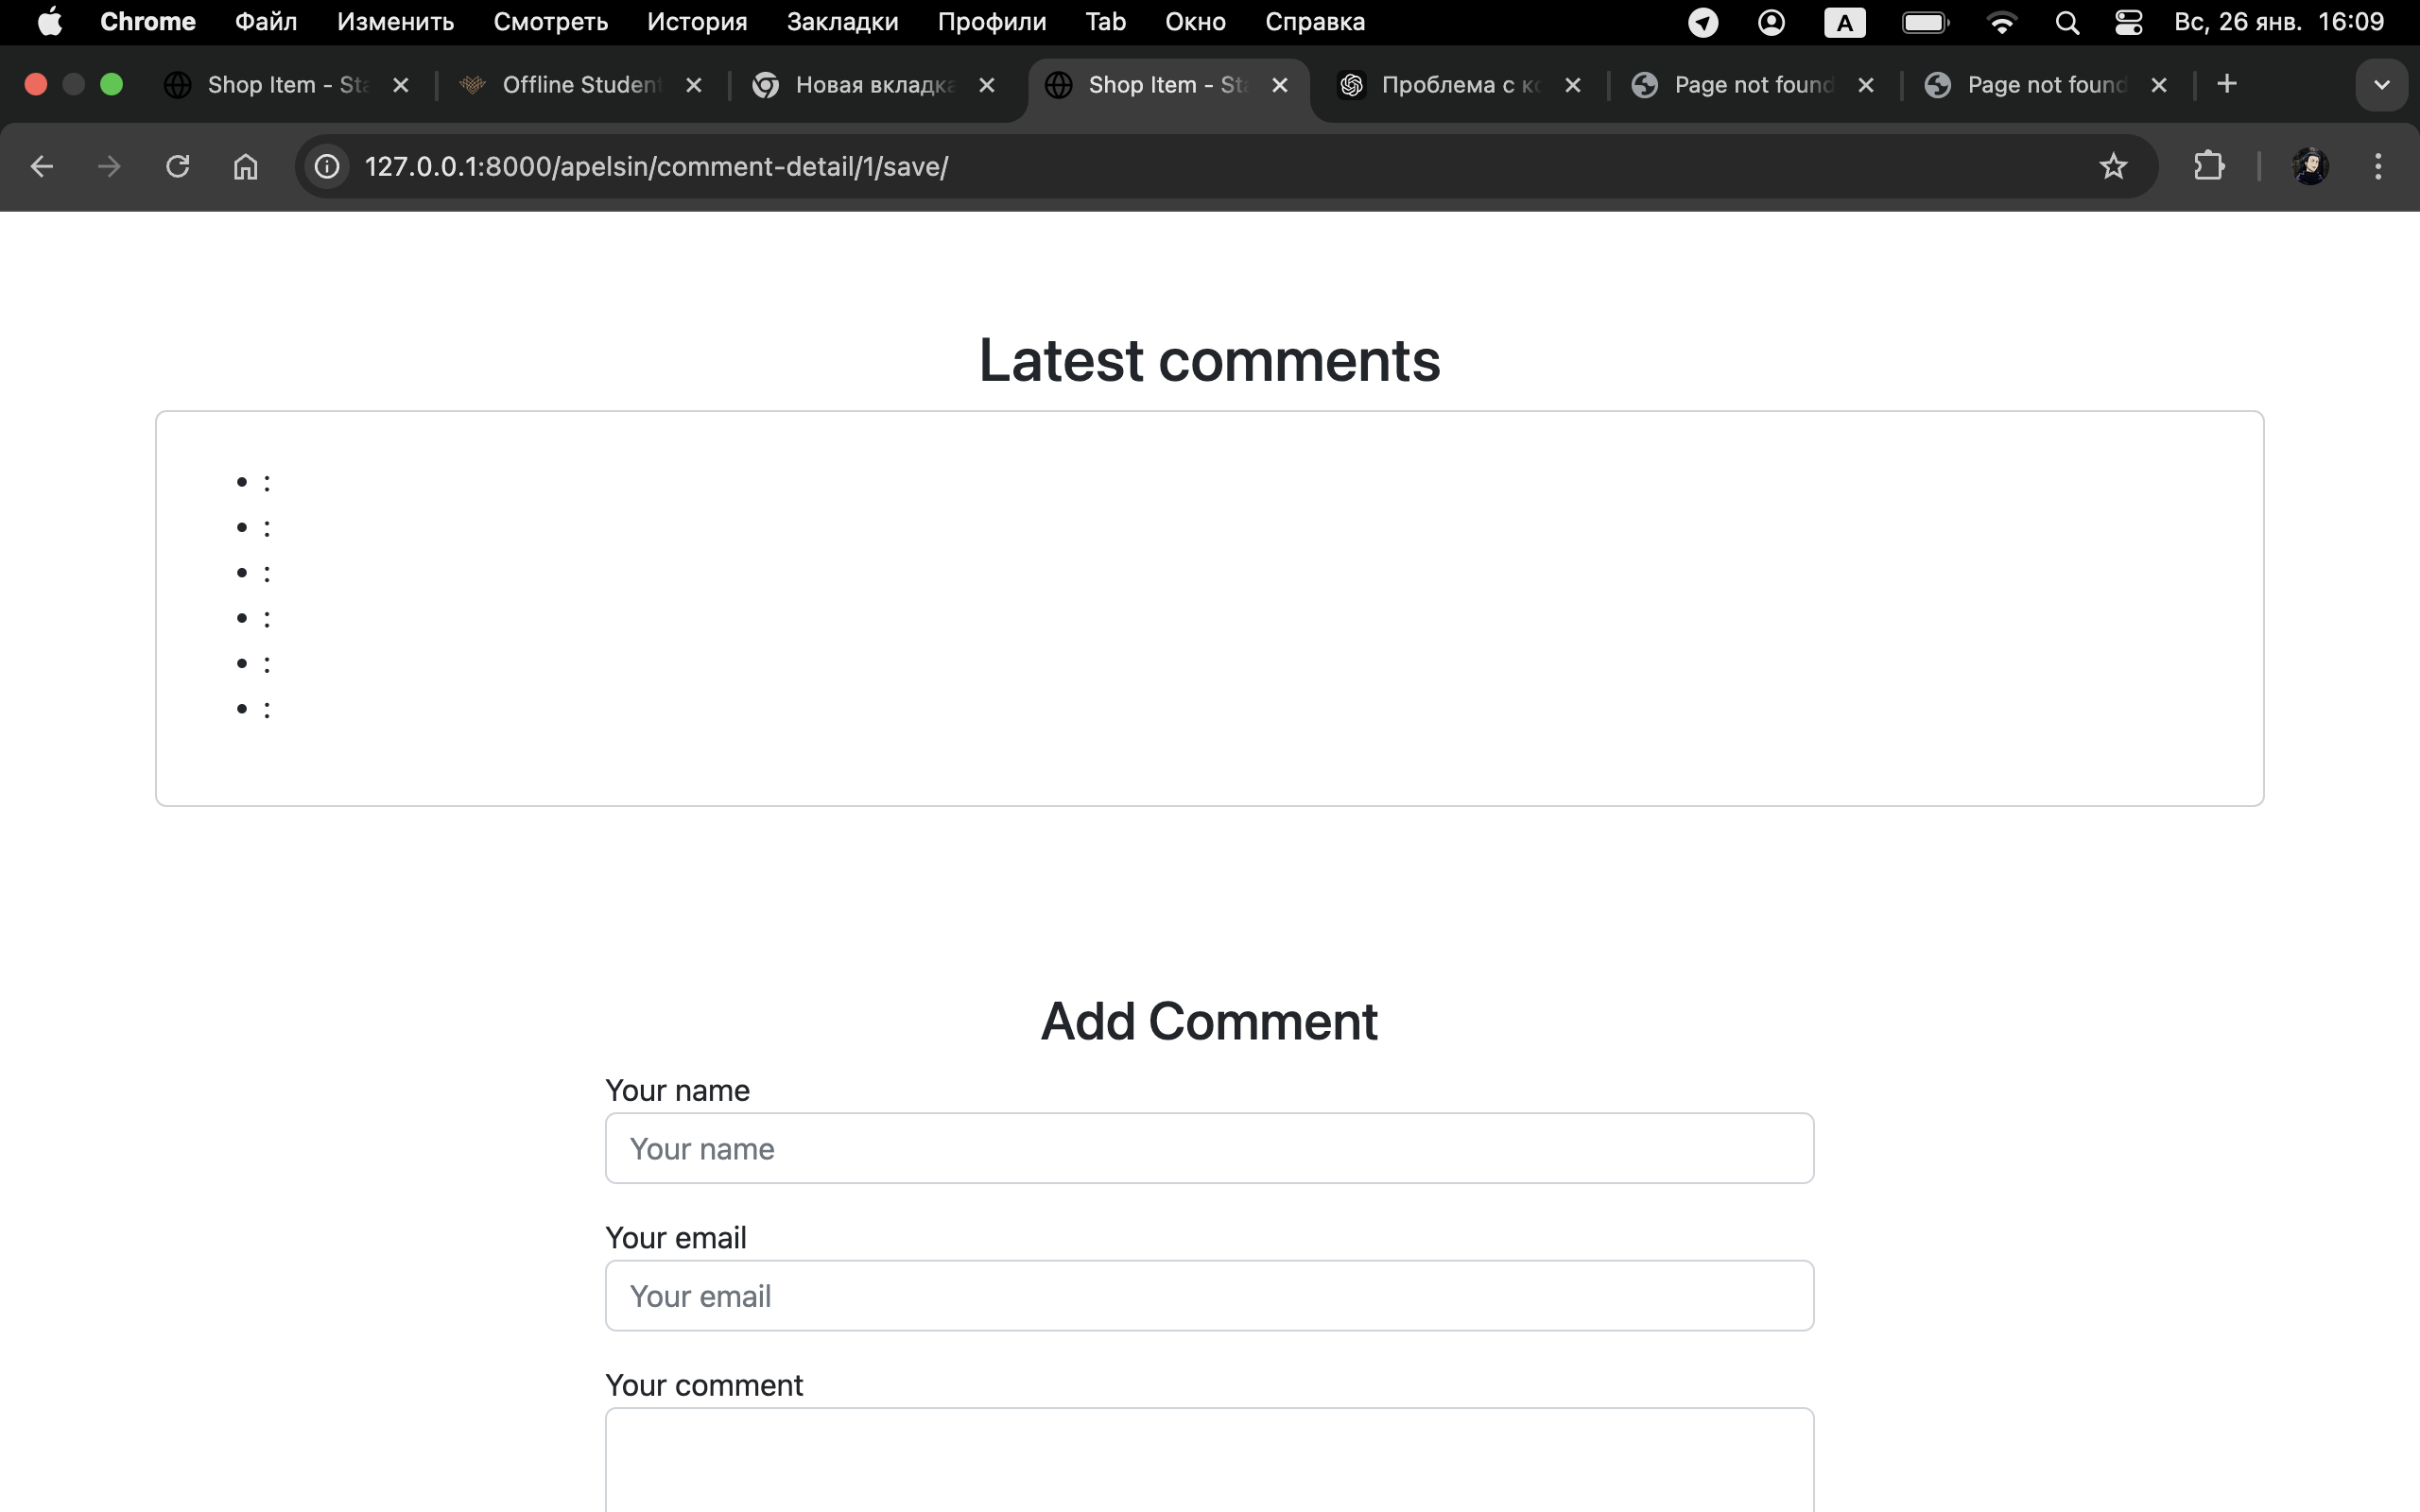 Chrome Файл Изменить Смотреть История Закладки Профили Tab Окно Справка A Вс, 26 янв. 16:09
Shop Item - Sta Offline Student Новая вкладка Shop Item - Sta Проблема с ко Page not found Page not found
127.0.0.1:8000/apelsin/comment-detail/1/save/
Latest comments
• :
• :
• :
• :
• :
• :
Add Comment
Your name
Your name
Your email
Your email
Your comment